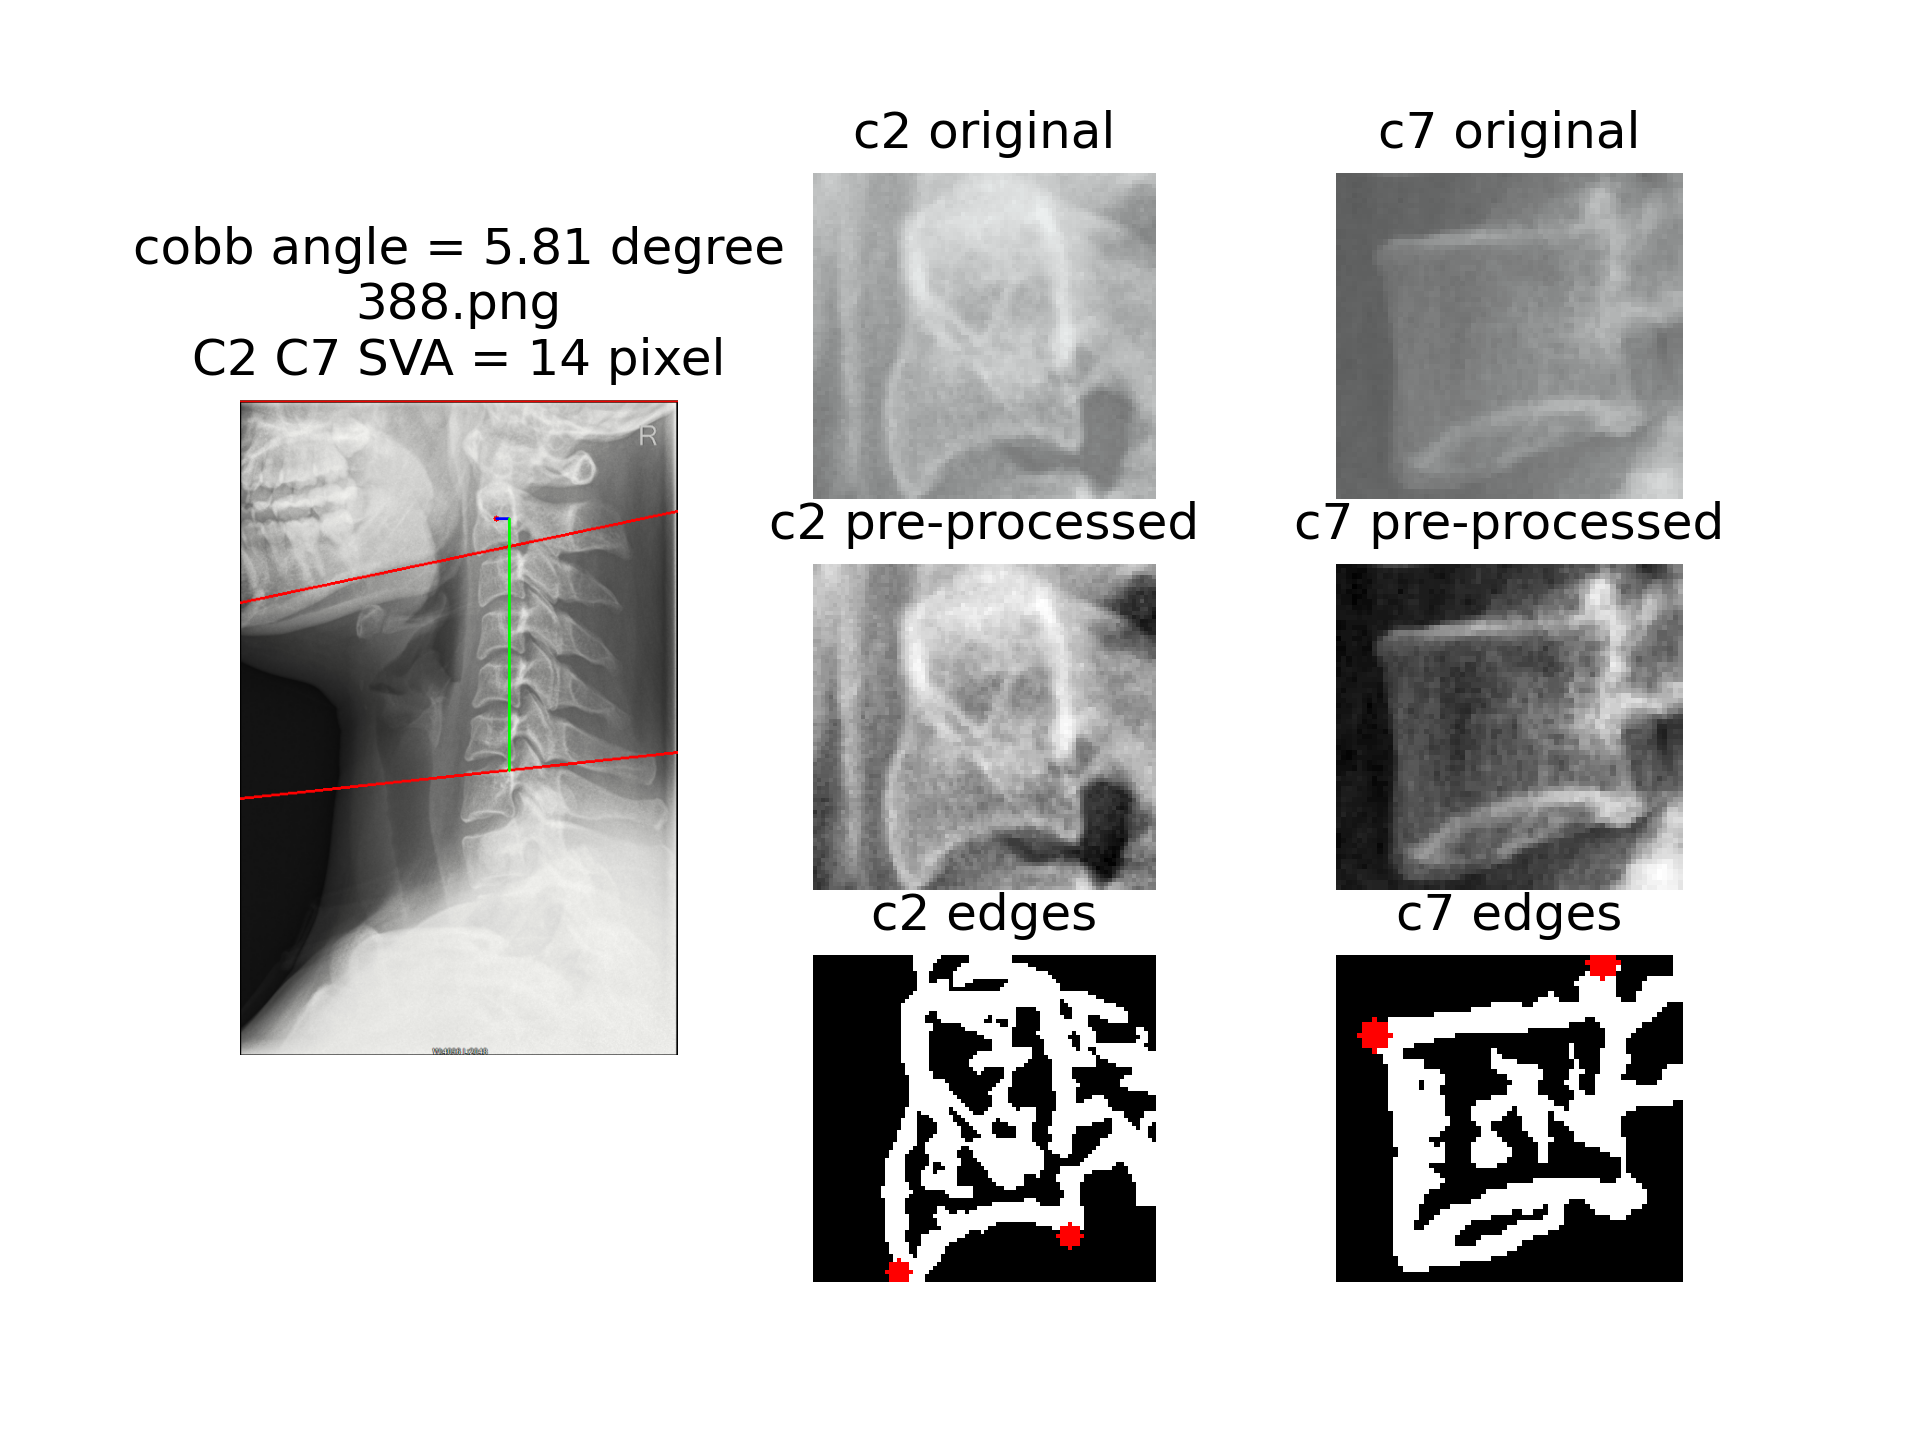 cobb angle = 5.81 degree
388.png
C2 C7 SVA = 14 pixel
R
c2 original
c7 original
c2 pre-processed
c7 pre-processed
c2 edges
c7 edges